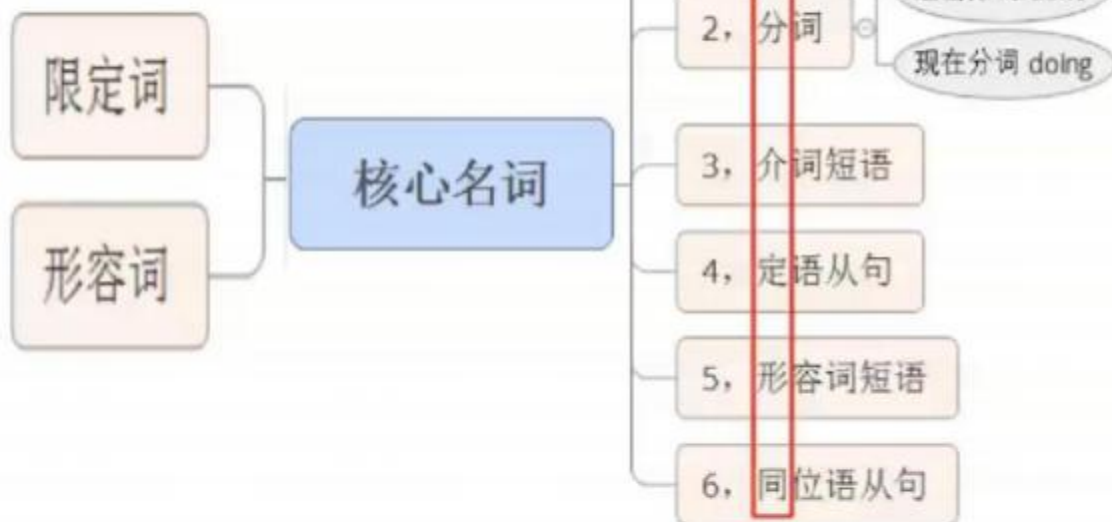 限定词
形容词
核心名词
2，分词
现在分词 doing
3，介词短语
4，定语从句
5，形容词短语
6，同位语从句